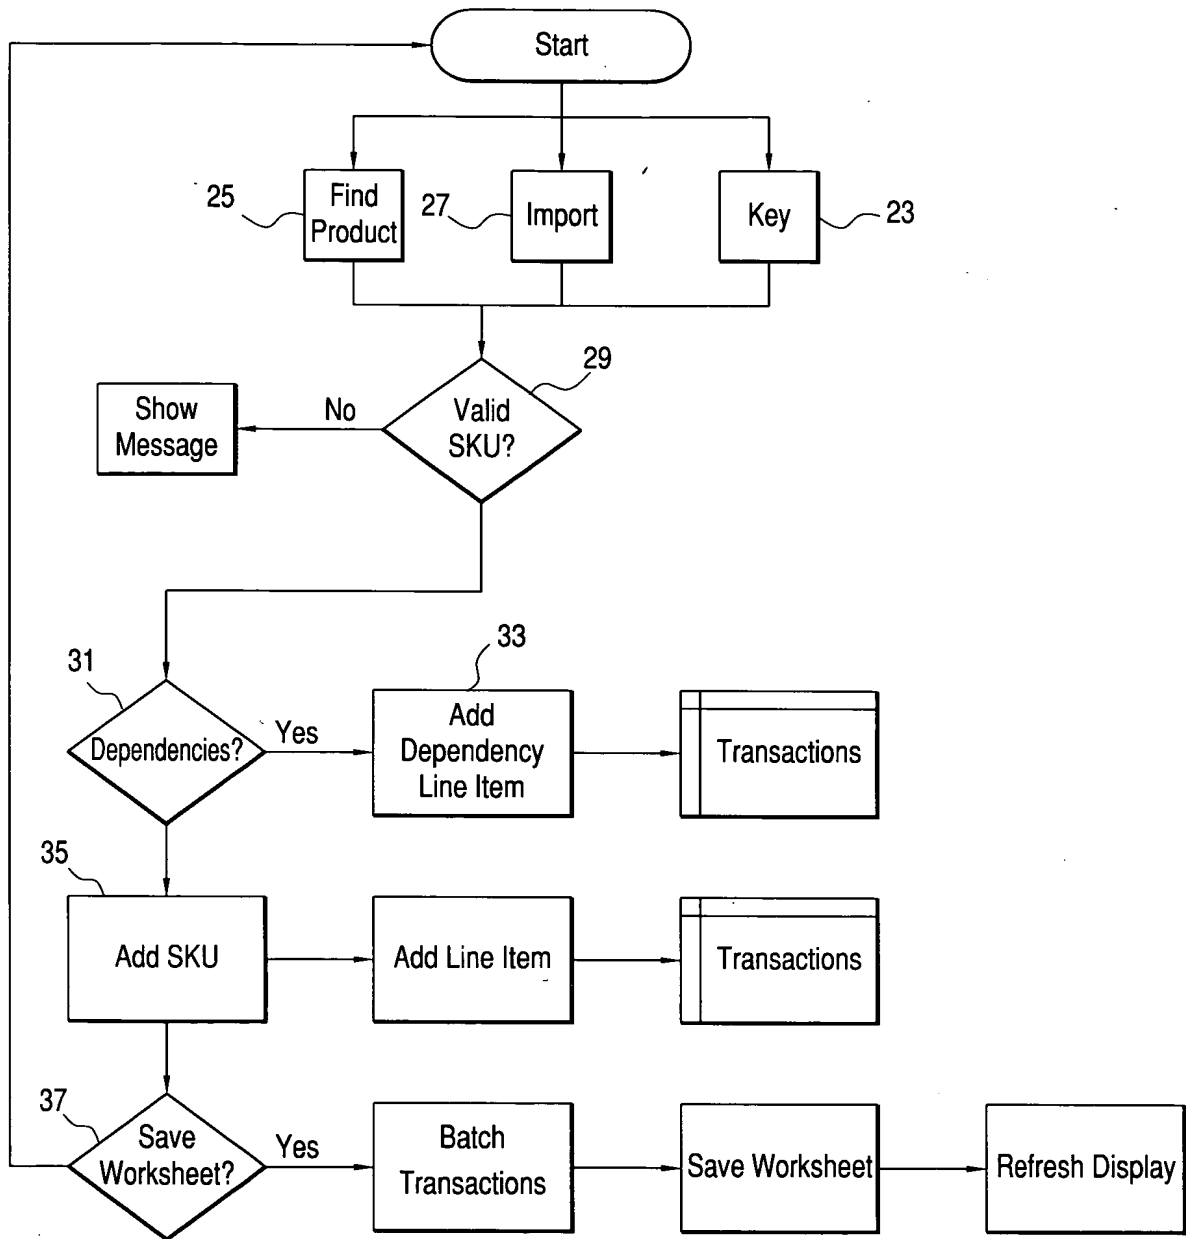 Start
25
Find
Product
27
Import
Key
23
29
Valid
SKU?
No
Show
Message
31
Dependencies?
Yes
33
Add
Dependency
Line Item
Transactions
35
Add SKU
Add Line Item
Transactions
37
Save
Worksheet?
Yes
Batch
Transactions
Save Worksheet
Refresh Display